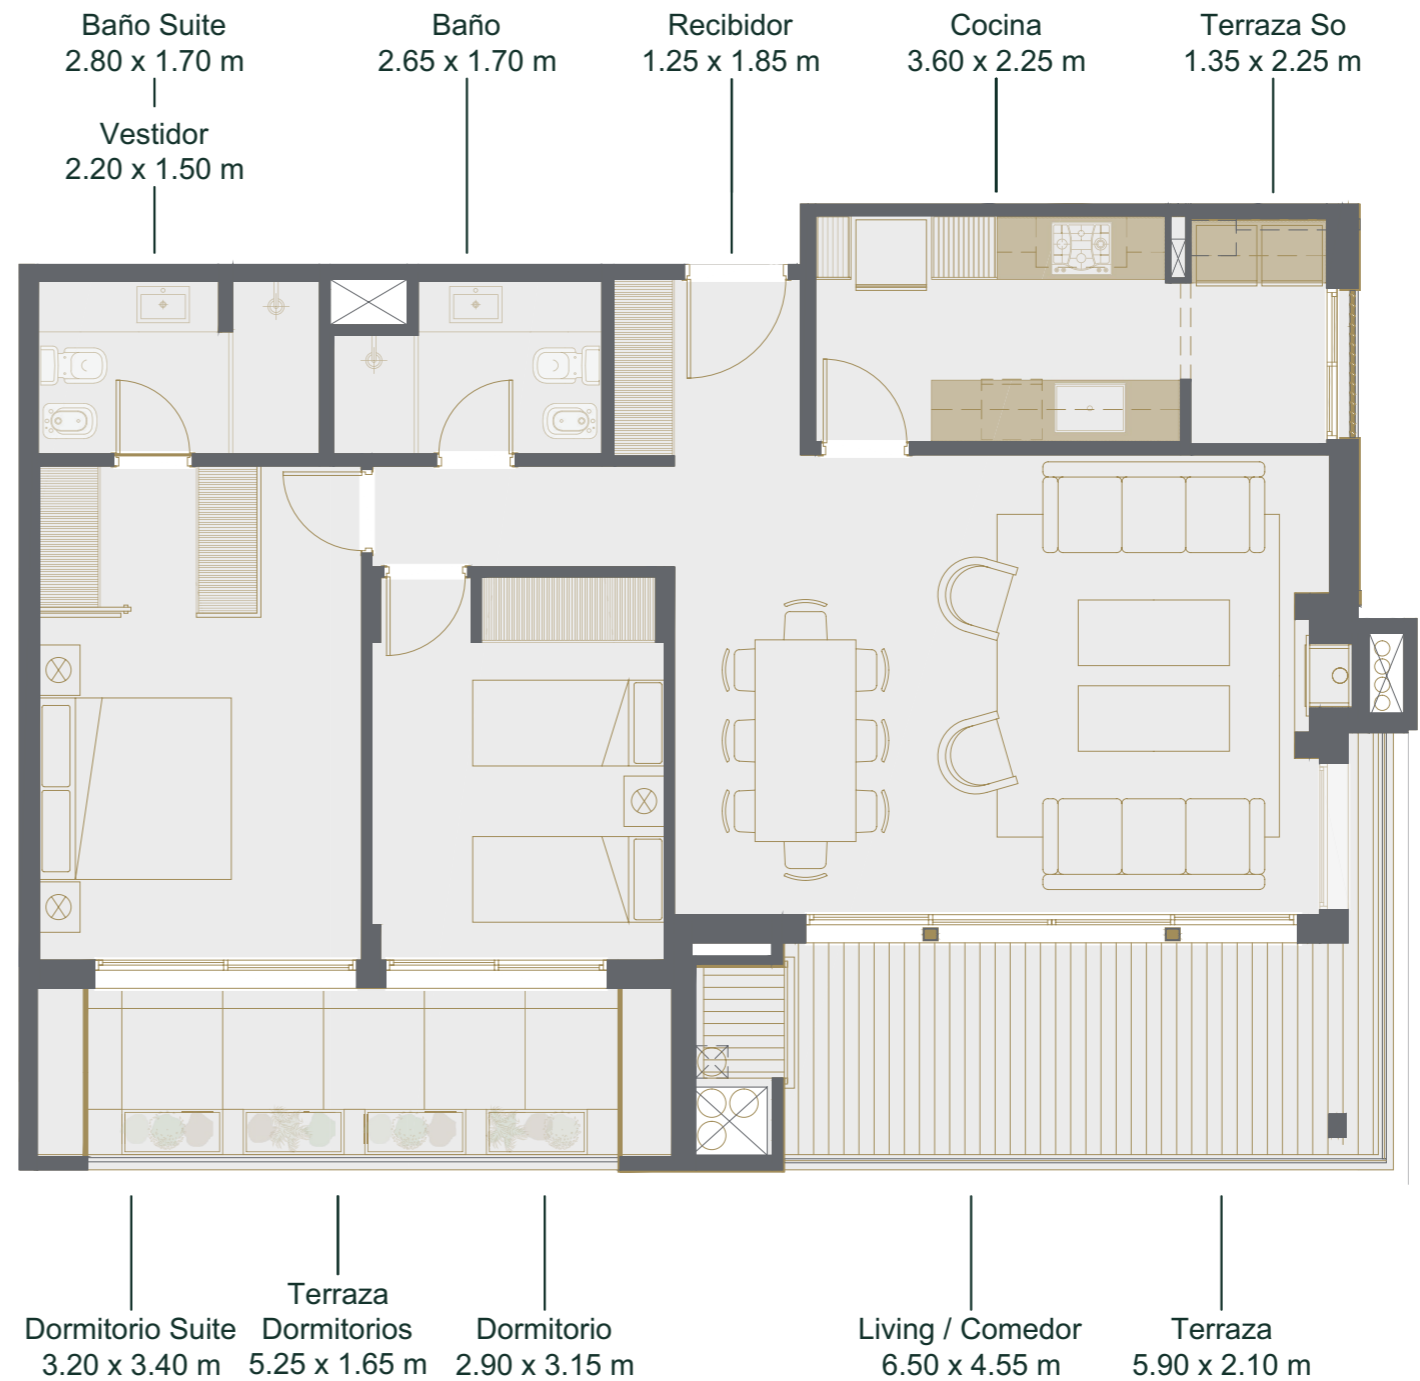 Baño Suite
2.80 x 1.70 m
Vestidor
2.20 x 1.50 m
Baño
2.65 x 1.70 m
Recibidor
1.25 x 1.85 m
Cocina
3.60 x 2.25 m
Terraza So
1.35 x 2.25 m
Dormitorio Suite
3.20 x 3.40 m
Terraza
Dormitorios
5.25 x 1.65 m
Dormitorio
2.90 x 3.15 m
Living / Comedor
6.50 x 4.55 m
Terraza
5.90 x 2.10 m